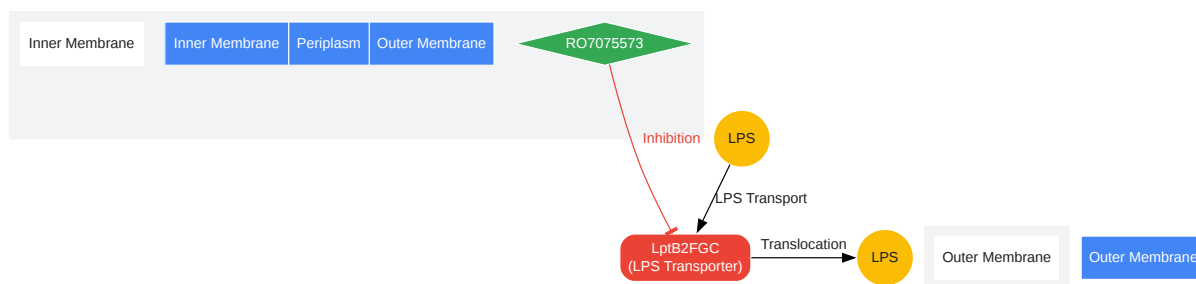 Inner Membrane
Inner Membrane
Periplasm
Outer Membrane
RO7075573
Inhibition
LPS
LPS Transport
LptB2FGC
(LPS Transporter)
Translocation
LPS
Outer Membrane
Outer Membrane